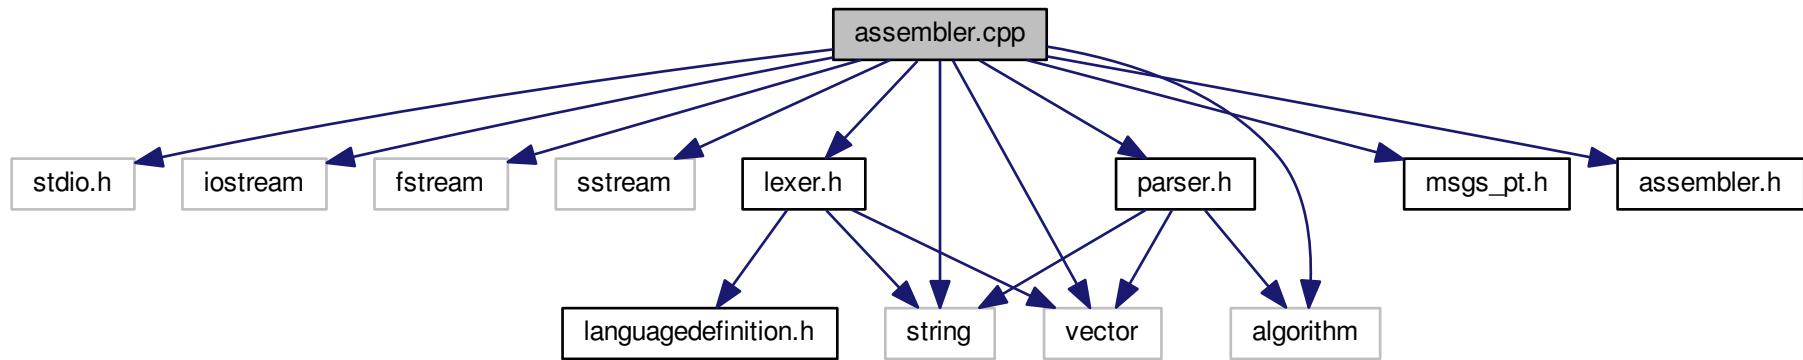 assembler.cpp
stdio.h
iostream
fstream
sstream
lexer.h
parser.h
msgs_pt.h
assembler.h
languagedefinition.h
string
vector
algorithm